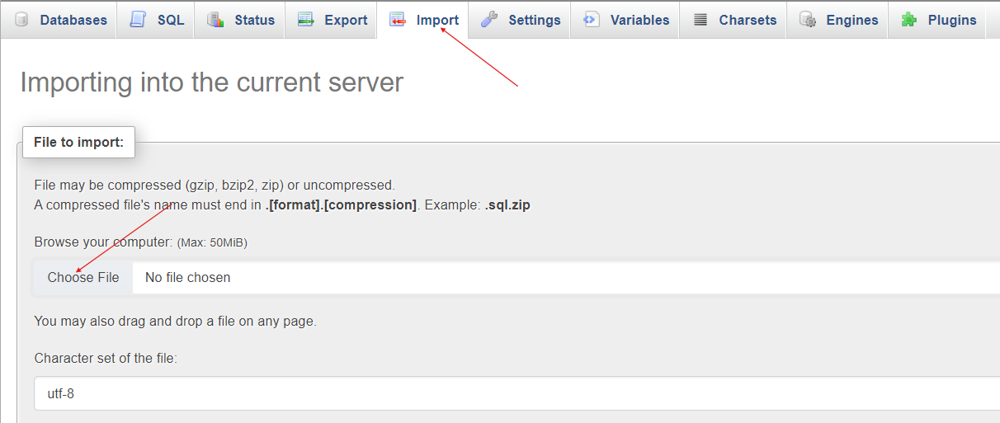 Databases SQL Status Export Import Settings Variables Charsets Engines Plugins
Importing into the current server
File to import:
File may be compressed (gzip, bzip2, zip) or uncompressed.
A compressed file's name must end in .[format].[compression]. Example: .sql.zip
Browse your computer: (Max: 50MiB)
Choose File No file chosen
You may also drag and drop a file on any page.
Character set of the file:
utf-8